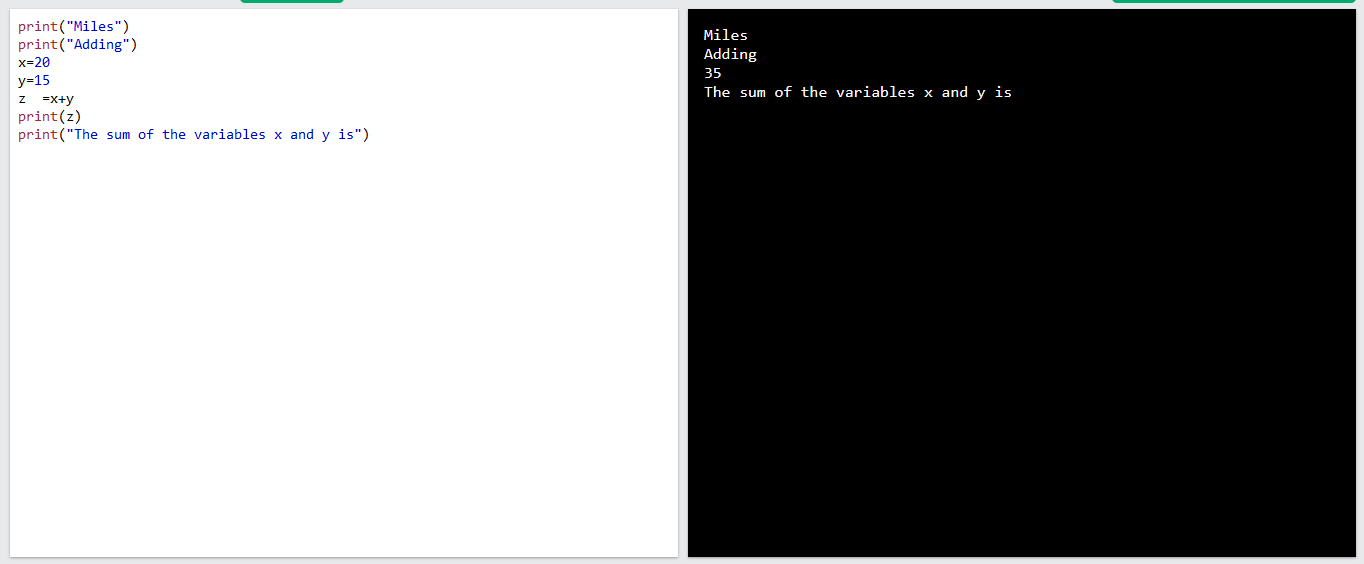 print("Miles")
print("Adding")
x=20
y=15
z  =x+y
print(z)
print("The sum of the variables x and y is")
Miles
Adding
35
The sum of the variables x and y is